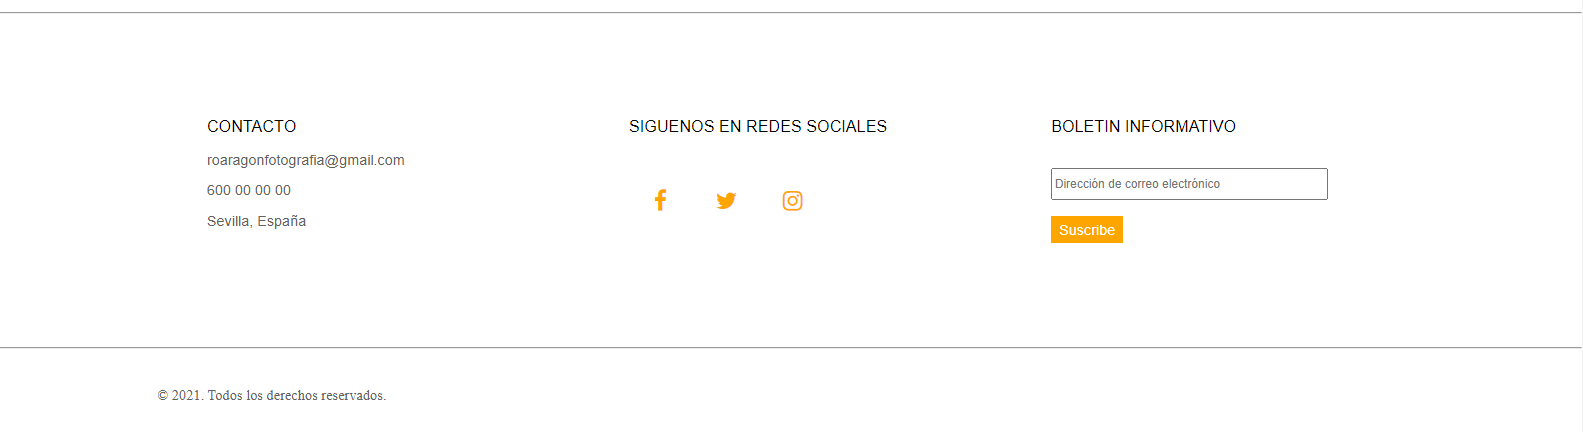 CONTACTO
roaragonfotografia@gmail.com
600 00 00 00
Sevilla, España
SIGUENOS EN REDES SOCIALES
BOLETIN INFORMATIVO
Dirección de correo electrónico
Suscribe
© 2021. Todos los derechos reservados.